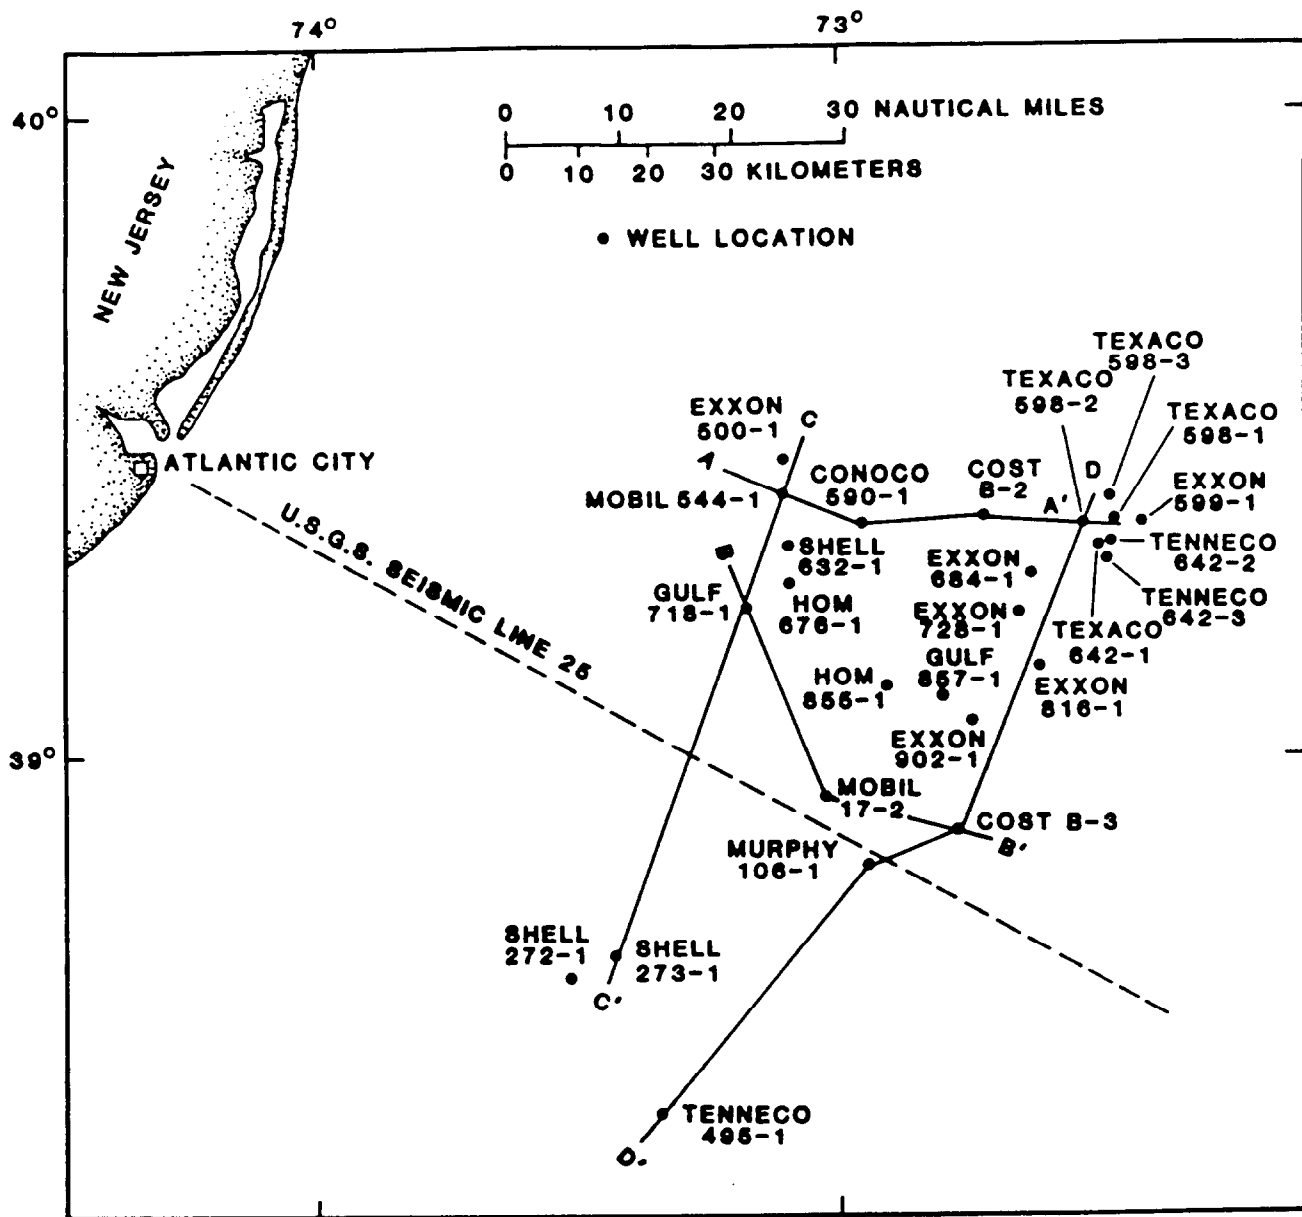 74° 73°
40°
0 10 20 30 NAUTICAL MILES
0 10 20 30 KILOMETERS
● WELL LOCATION
NEW JERSEY
ATLANTIC CITY
U.S.G.S. SEISMIC LINE 25
TEXACO
598-3
TEXACO
598-2
TEXACO
598-1
EXXON
500-1
C
A
MOBIL 544-1
CONOCO
590-1
COST
B-2
A'
D
EXXON
599-1
B
SHELL
632-1
EXXON
684-1
TENNECO
642-2
GULF
718-1
HOM
676-1
EXXON
728-1
TENNECO
642-3
TEXACO
642-1
GULF
857-1
HOM
855-1
EXXON
816-1
EXXON
902-1
39°
MOBIL
17-2
COST B-3
B'
MURPHY
106-1
SHELL
272-1
SHELL
273-1
C'
TENNECO
495-1
D'